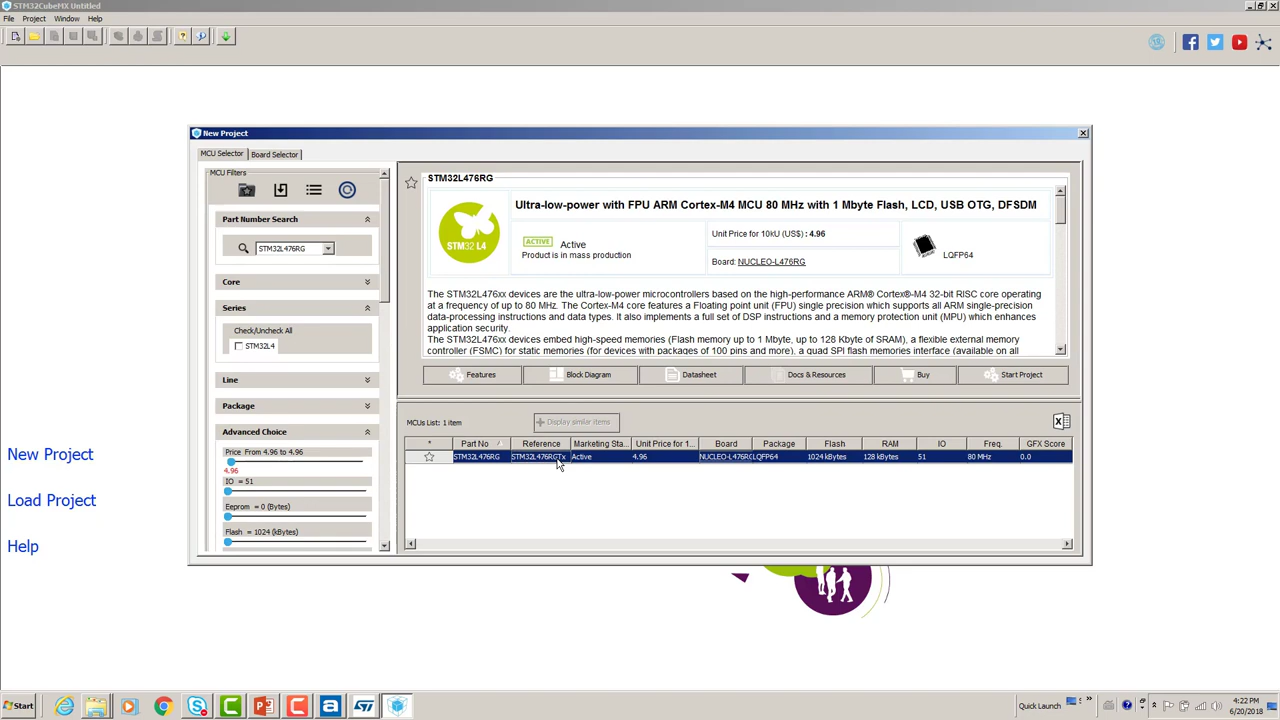 STM32CubeMX Untitled
File Project Window Help
New Project
MCU Selector Board Selector
MCU Filters
Part Number Search
STM32L476RG
Core
Series
Check/Uncheck All
STM32L4
Line
Package
Advanced Choice
Price From 4.96 to 4.96
4.96
IO = 51
Eeprom = 0 (Bytes)
Flash = 1024 (kBytes)
STM32L476RG
STM32 L4
Ultra-low-power with FPU ARM Cortex-M4 MCU 80 MHz with 1 Mbyte Flash, LCD, USB OTG, DFSDM
ACTIVE Active
Product is in mass production
Unit Price for 10kU (US$) : 4.96
Board: NUCLEO-L476RG
LQFP64
The STM32L476xx devices are the ultra-low-power microcontrollers based on the high-performance ARM® Cortex®-M4 32-bit RISC core operating
at a frequency of up to 80 MHz. The Cortex-M4 core features a Floating point unit (FPU) single precision which supports all ARM single-precision
data-processing instructions and data types. It also implements a full set of DSP instructions and a memory protection unit (MPU) which enhances
application security.
The STM32L476xx devices embed high-speed memories (Flash memory up to 1 Mbyte, up to 128 Kbyte of SRAM), a flexible external memory
controller (FSMC) for static memories (for devices with packages of 100 pins and more), a quad SPI flash memories interface (available on all
Features Block Diagram Datasheet Docs & Resources Buy Start Project
MCUs List: 1 item
Display similar items
* Part No Reference Marketing Sta... Unit Price for 1... Board Package Flash RAM IO Freq. GFX Score
STM32L476RG STM32L476RGTx Active 4.96 NUCLEO-L476RG LQFP64 1024 kBytes 128 kBytes 51 80 MHz 0.0
New Project
Load Project
Help
Start
Quick Launch
4:22 PM
6/20/2018